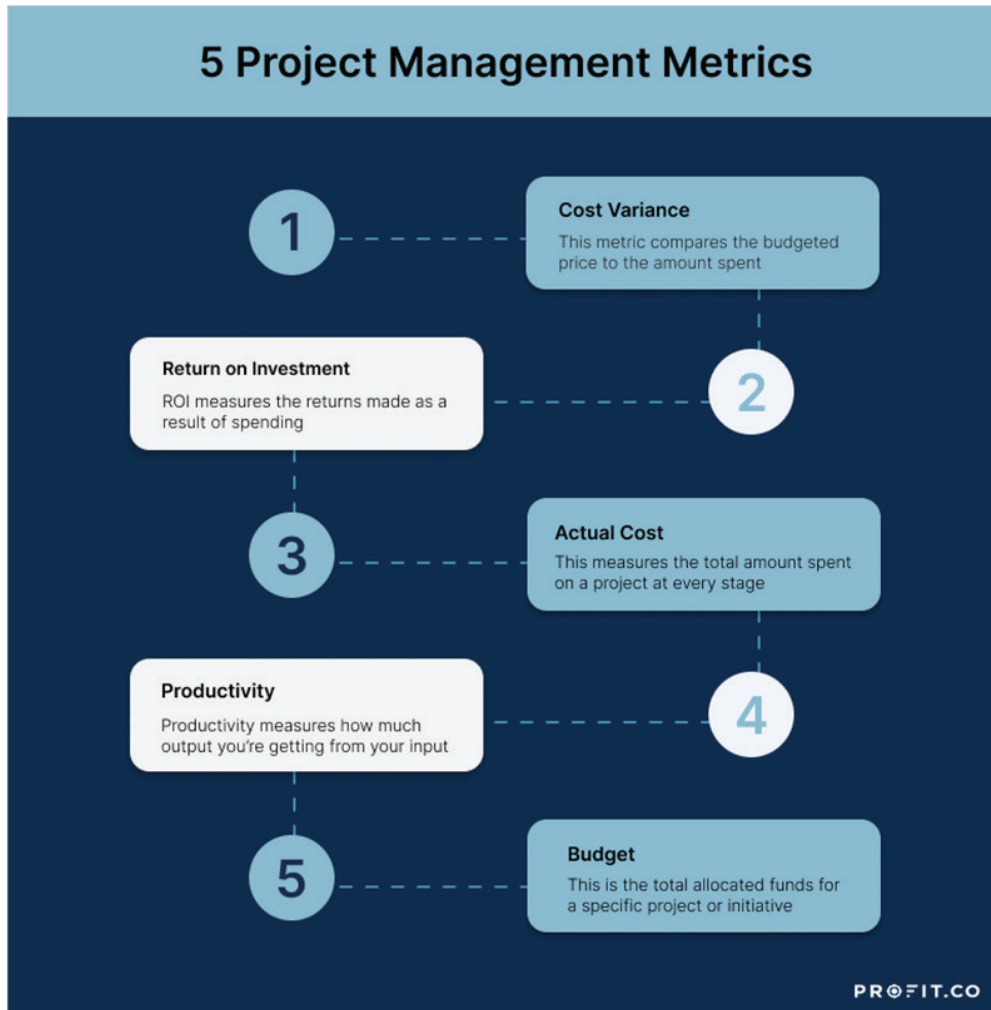 5 Project Management Metrics
1
Cost Variance
This metric compares the budgeted
price to the amount spent
2
Return on Investment
ROI measures the returns made as a
result of spending
3
Actual Cost
This measures the total amount spent
on a project at every stage
4
Productivity
Productivity measures how much
output you're getting from your input
5
Budget
This is the total allocated funds for
a specific project or initiative
PROFIT.CO